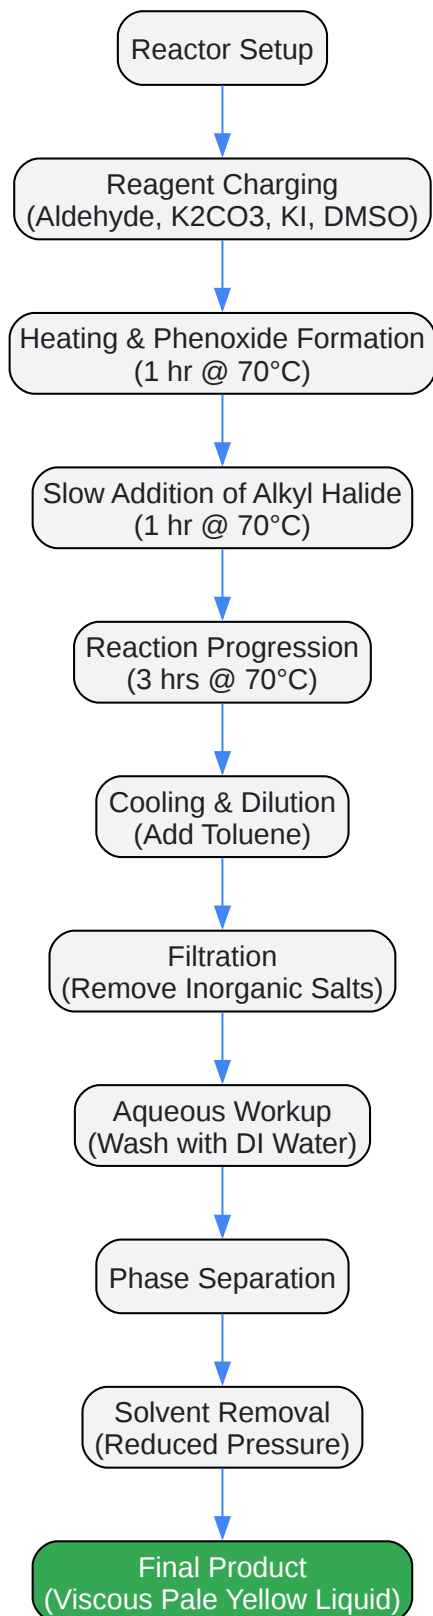 Reactor Setup
Reagent Charging
(Aldehyde, K2CO3, KI, DMSO)
Heating & Phenoxide Formation
(1 hr @ 70°C)
Slow Addition of Alkyl Halide
(1 hr @ 70°C)
Reaction Progression
(3 hrs @ 70°C)
Cooling & Dilution
(Add Toluene)
Filtration
(Remove Inorganic Salts)
Aqueous Workup
(Wash with DI Water)
Phase Separation
Solvent Removal
(Reduced Pressure)
Final Product
(Viscous Pale Yellow Liquid)